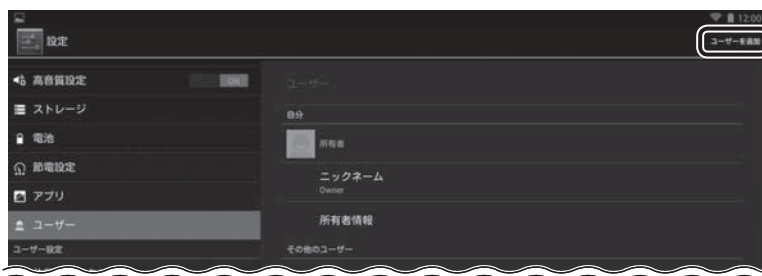 12:00
設定
ユーザーを追加
高音質設定
ON
ストレージ
電池
節電設定
アプリ
ユーザー
ユーザー設定
ユーザー
自分
所有者
ニックネーム
Owner
所有者情報
その他のユーザー